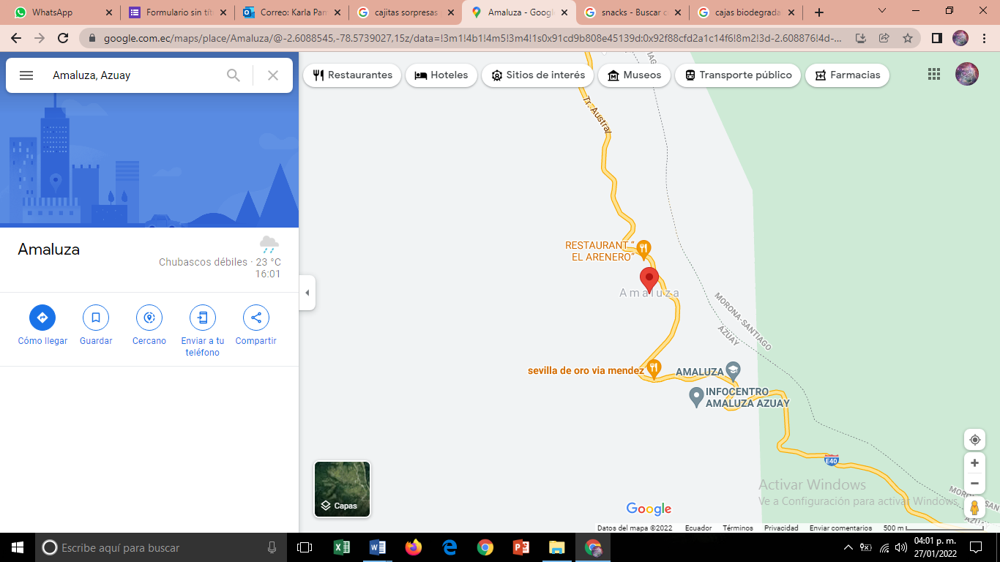 WhatsApp
Formulario sin tít
Correo: Karla Pam
cajitas sorpresas
Amaluza - Google
snacks - Buscar c
cajas biodegrada
google.com.ec/maps/place/Amaluza/@-2.6088545,-78.5739027,15z/data=!3m1!4b1!4m5!3m4!1s0x91cd9b808e45139d:0x92f88cfd2a1c14f6!8m2!3d-2.608876!4d-...
Amaluza, Azuay
Restaurantes
Hoteles
Sitios de interés
Museos
Transporte público
Farmacias
Amaluza
Chubascos débiles · 23 °C
16:01
Cómo llegar
Guardar
Cercano
Enviar a tu
teléfono
Compartir
Tr. Austral
RESTAURANT "
EL ARENERO"
Amaluza
MORONA-SANTIAGO
AZUAY
sevilla de oro via mendez
AMALUZA
INFOCENTRO
AMALUZA AZUAY
E40
Capas
Google
Activar Windows
Ve a Configuración para activar Windows.
Datos del mapa ©2022
Ecuador
Términos
Privacidad
Enviar comentarios
500 m
Escribe aquí para buscar
04:01 p. m.
27/01/2022